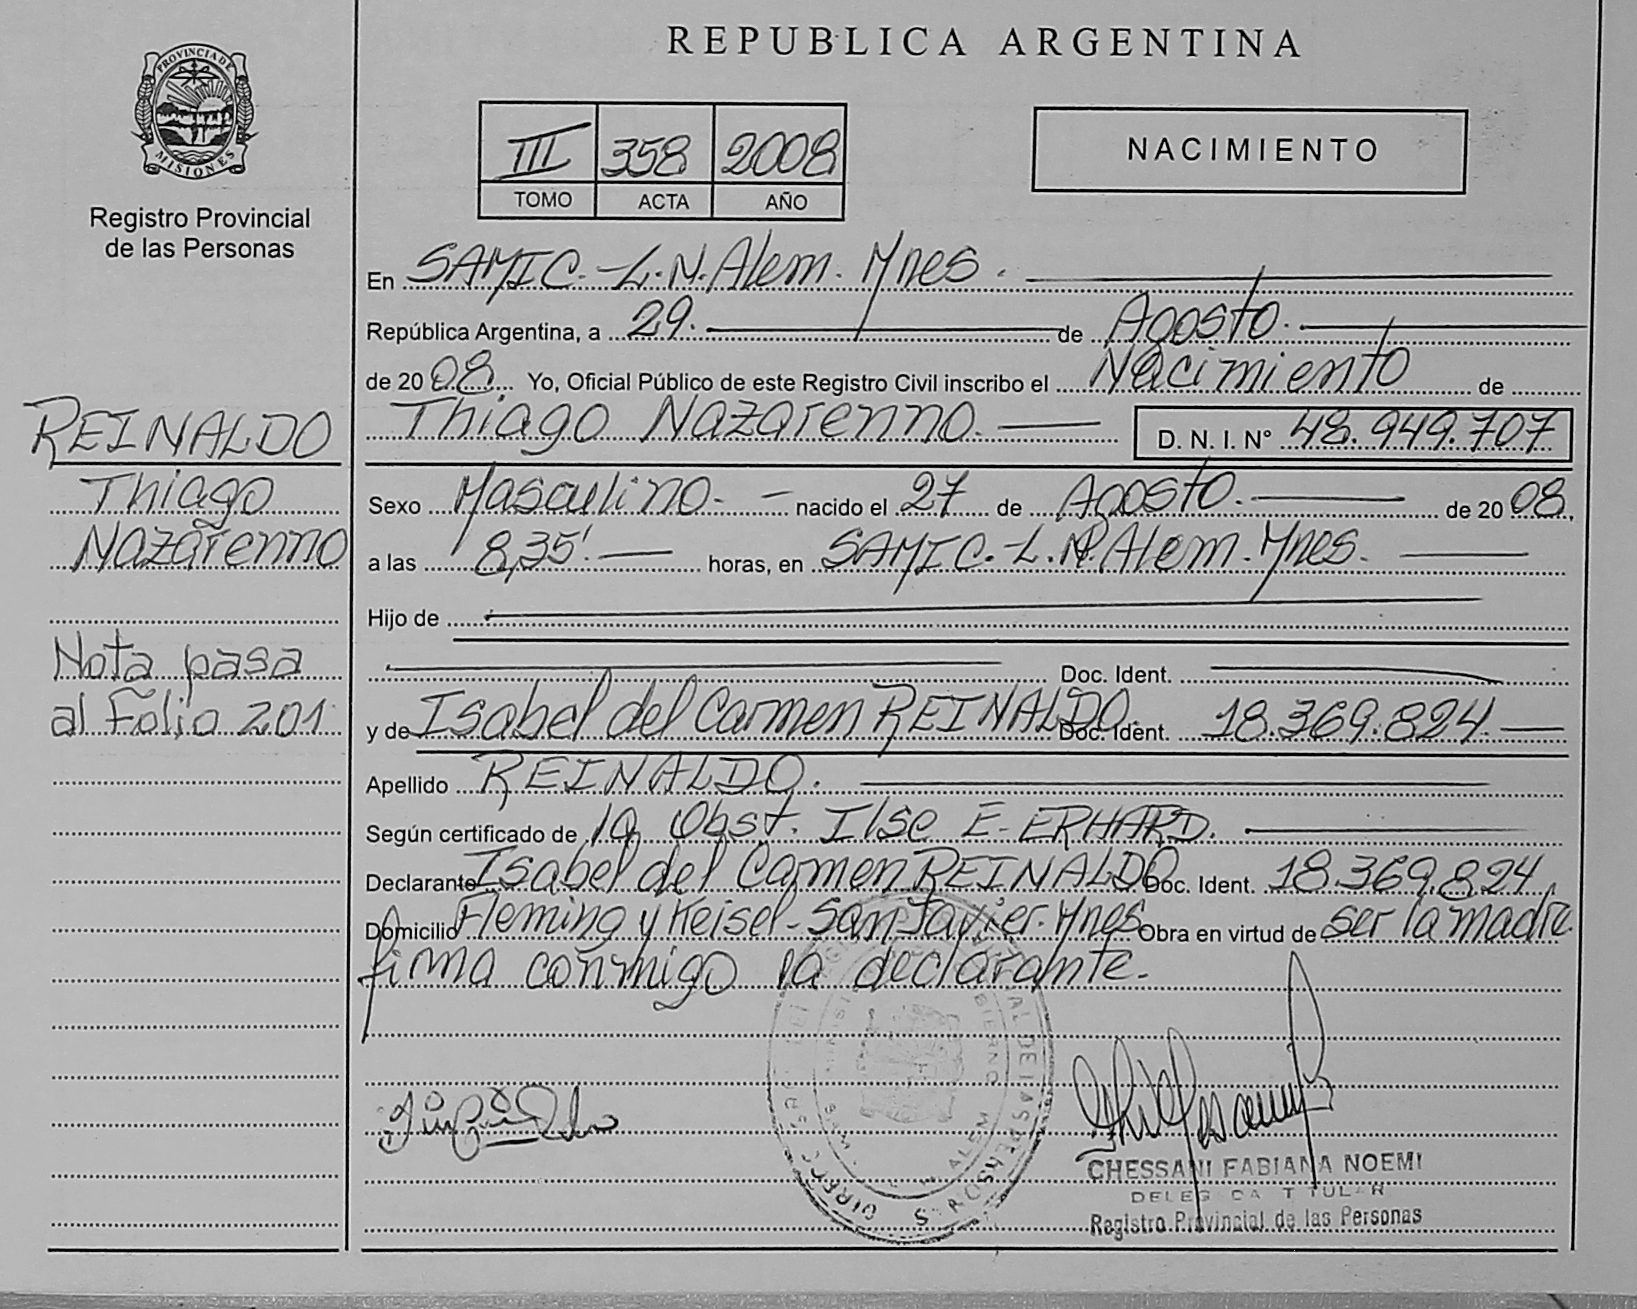 PROVINCIA DE
MISIONES
Registro Provincial
de las Personas
REPUBLICA ARGENTINA
III 358 2008
TOMO ACTA AÑO
NACIMIENTO
En SAMIC.-L.N.Alem. Mnes.
República Argentina, a 29. de Agosto.
de 2008. Yo, Oficial Público de este Registro Civil inscribo el Nacimiento de
Thiago Nazarenno. D. N. I. N° 48.949.707
Sexo Masculino.- nacido el 27 de Agosto. de 2008,
a las 8,35'. horas, en SAMIC.-L.N.Alem. Mnes.
Hijo de
Doc. Ident.
y de Isabel del Carmen REINALDO. Doc. Ident. 18.369.824.
Apellido REINALDO.
Según certificado de la Obst. Ilse E. ERHARD.
Declarante Isabel del Carmen REINALDO Doc. Ident. 18.369.824,
Domicilio Fleming y Keisel-San Javier. Mnes. Obra en virtud de ser la madre
firma conmigo la declarante.
REINALDO
Thiago
Nazarenno
Nota pasa
al Folio 201
CHESSANI FABIANA NOEMI
DELEGADA TITULAR
Registro Provincial de las Personas